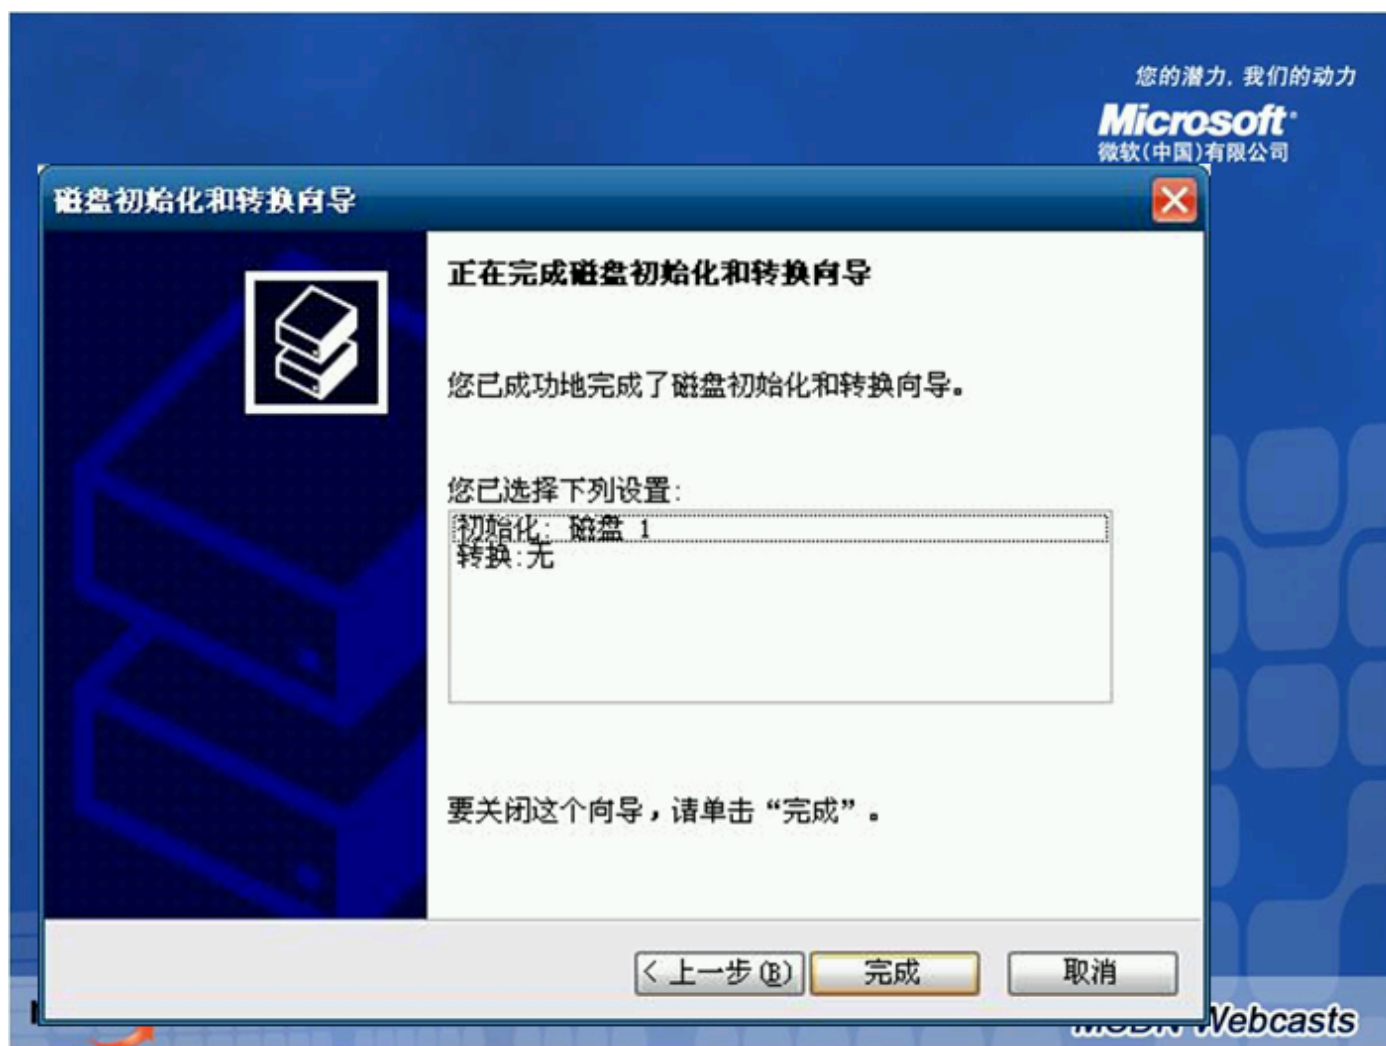 您的潜力, 我们的动力
Microsoft
微软(中国)有限公司
磁盘初始化和转换向导
正在完成磁盘初始化和转换向导
您已成功地完成了磁盘初始化和转换向导。
您已选择下列设置:
初始化: 磁盘 1
转换:无
要关闭这个向导,请单击“完成”。
< 上一步(B)
完成
取消
MSDN Webcasts